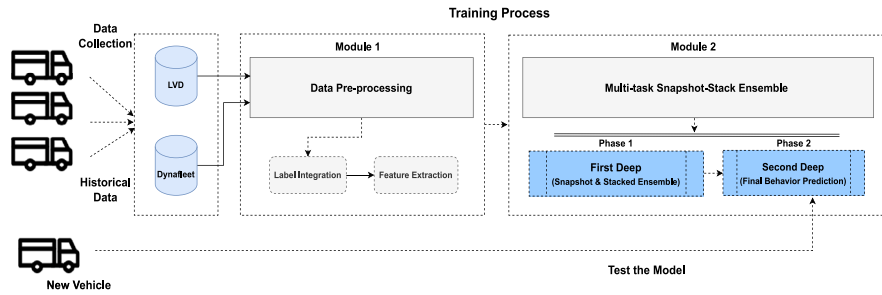 Training Process
Data
Collection
Module 1
Module 2
LVD
Data Pre-processing
Multi-task Snapshot-Stack Ensemble
Phase 1
Phase 2
Dynafleet
Label Integration
Feature Extraction
First Deep
(Snapshot & Stacked Ensemble)
Second Deep
(Final Behavior Prediction)
Historical
Data
New Vehicle
Test the Model